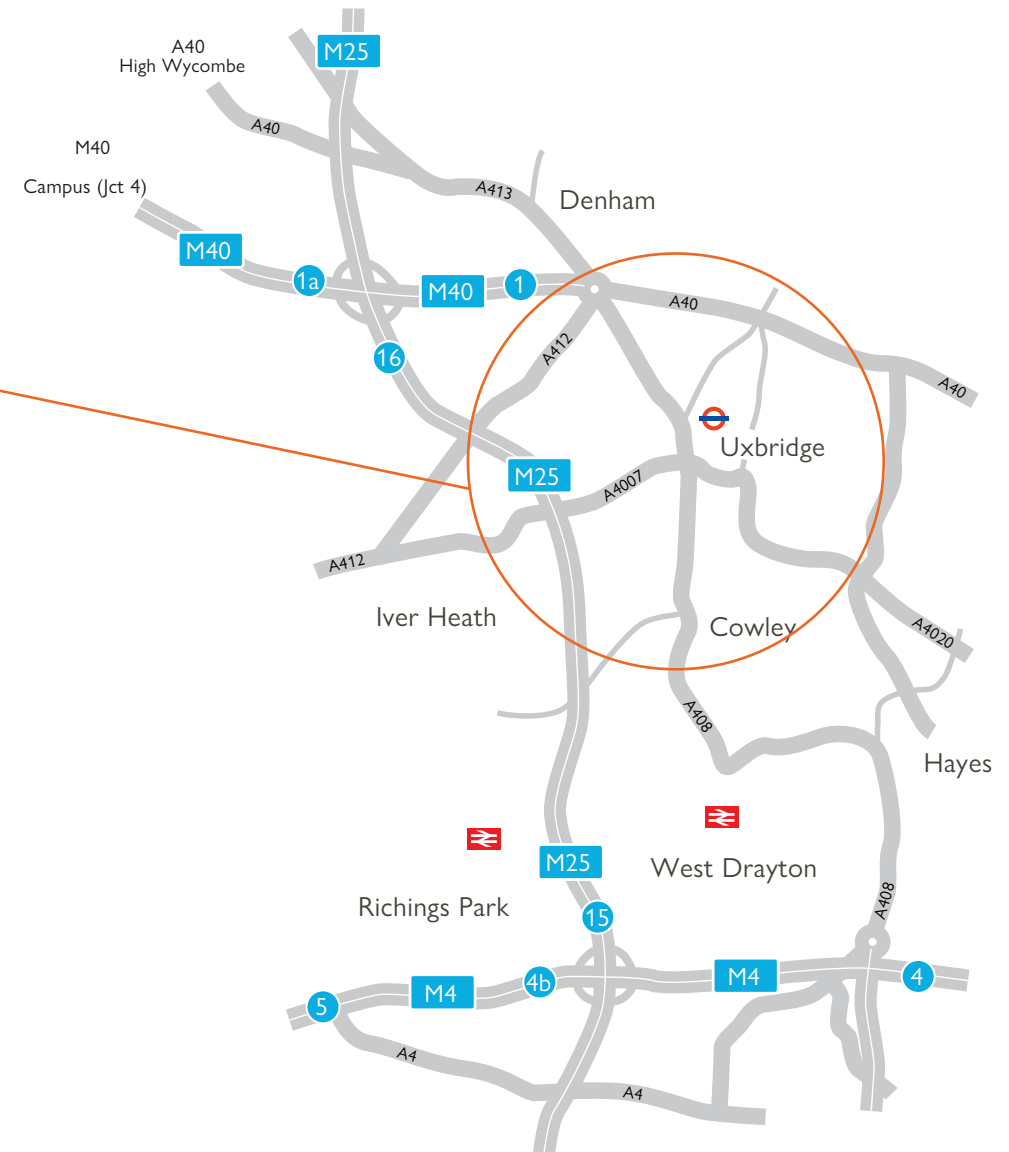 M25
A40
High Wycombe
A40
M40
Campus (Jct 4)
A413
Denham
M40
1a
M40
1
A40
A412
16
A40
Uxbridge
M25
A4007
A412
Iver Heath
Cowley
A4020
A408
Hayes
M25
West Drayton
Richings Park
A408
15
M4
4
4b
M4
5
A4
A4